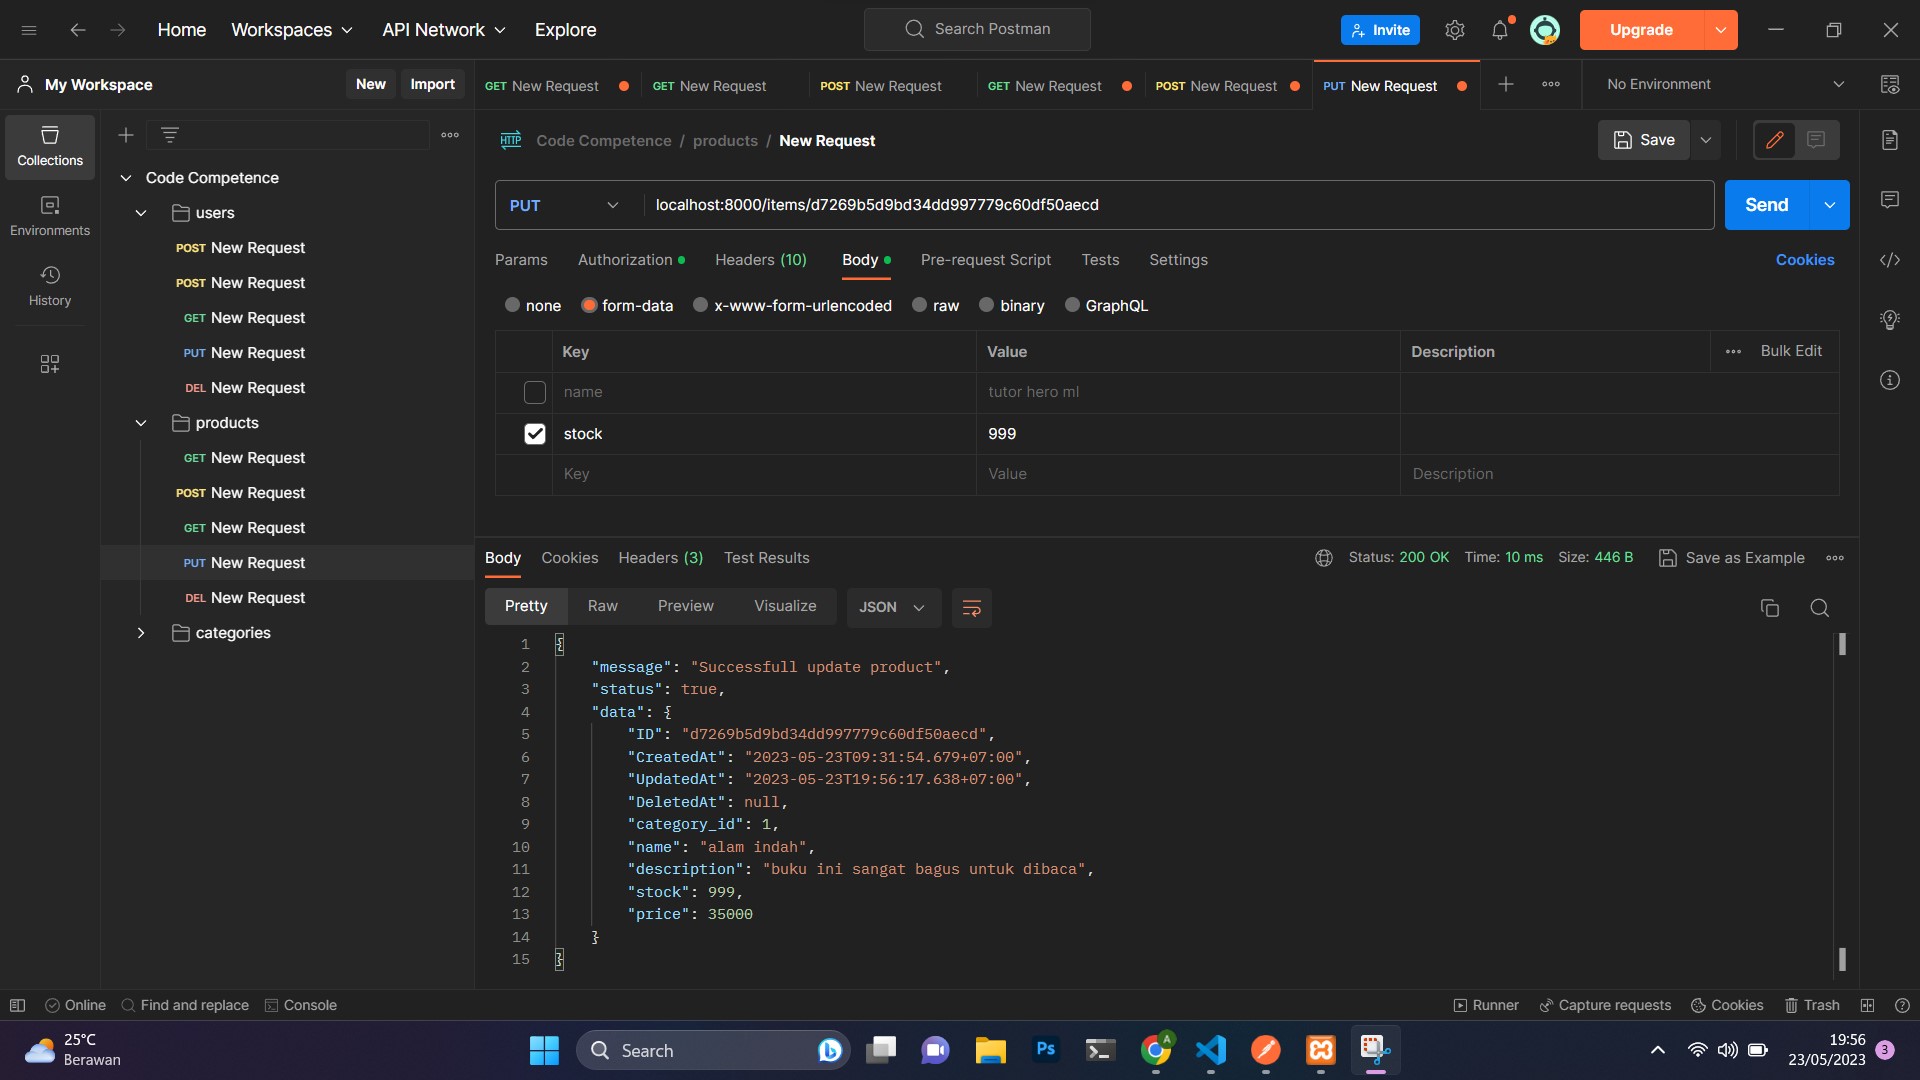 Home Workspaces API Network Explore Search Postman Invite Upgrade
My Workspace New Import GET New Request GET New Request POST New Request GET New Request POST New Request PUT New Request No Environment
Collections
Environments
History
Code Competence
users
POST New Request
POST New Request
GET New Request
PUT New Request
DEL New Request
products
GET New Request
POST New Request
GET New Request
PUT New Request
DEL New Request
categories
HTTP Code Competence / products / New Request Save
PUT localhost:8000/items/d7269b5d9bd34dd997779c60df50aecd Send
Params Authorization Headers (10) Body Pre-request Script Tests Settings Cookies
none form-data x-www-form-urlencoded raw binary GraphQL
Key Value Description Bulk Edit
name tutor hero ml
stock 999
Key Value Description
Body Cookies Headers (3) Test Results Status: 200 OK Time: 10 ms Size: 446 B Save as Example
Pretty Raw Preview Visualize JSON
1 {
2 "message": "Successfull update product",
3 "status": true,
4 "data": {
5 "ID": "d7269b5d9bd34dd997779c60df50aecd",
6 "CreatedAt": "2023-05-23T09:31:54.679+07:00",
7 "UpdatedAt": "2023-05-23T19:56:17.638+07:00",
8 "DeletedAt": null,
9 "category_id": 1,
10 "name": "alam indah",
11 "description": "buku ini sangat bagus untuk dibaca",
12 "stock": 999,
13 "price": 35000
14 }
15 }
Online Find and replace Console Runner Capture requests Cookies Trash
25°C
Berawan
Search
Ps
A
19:56
23/05/2023
3